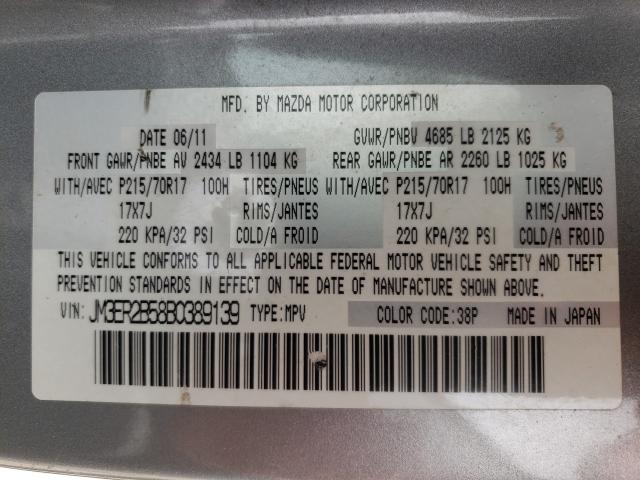 MFD. BY MAZDA MOTOR CORPORATION
DATE 06/11 GVWR/PNBV 4685 LB 2125 KG
FRONT GAWR/PNBE AV 2434 LB 1104 KG REAR GAWR/PNBE AR 2260 LB 1025 KG
WITH/AVEC P215/70R17 100H TIRES/PNEUS WITH/AVEC P215/70R17 100H TIRES/PNEUS
17X7J RIMS/JANTES 17X7J RIMS/JANTES
220 KPA/32 PSI COLD/A FROID 220 KPA/32 PSI COLD/A FROID
THIS VEHICLE CONFORMS TO ALL APPLICABLE FEDERAL MOTOR VEHICLE SAFETY AND THEFT
PREVENTION STANDARDS IN EFFECT ON THE DATE OF MANUFACTURE SHOWN ABOVE.
VIN: JM3ER2B58B0389139 TYPE:MPV COLOR CODE:38P MADE IN JAPAN